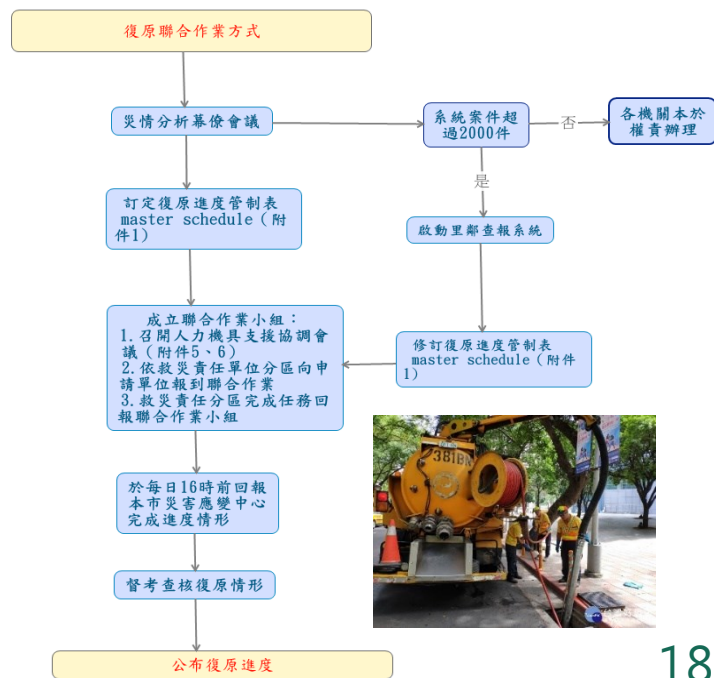 復原聯合作業方式
災情分析幕僚會議
系統案件超
過2000件
否
各機關本於
權責辦理
是
訂定復原進度管制表
master schedule（附
件1）
啟動里鄰查報系統
成立聯合作業小組：
1.召開人力機具支援協調會
議（附件5、6）
2.依救災責任單位分區向申
請單位報到聯合作業
3.救災責任分區完成任務回
報聯合作業小組
修訂復原進度管制表
master schedule（附件
1）
381BR
於每日16時前回報
本市災害應變中心
完成進度情形
督考查核復原情形
公布復原進度
18